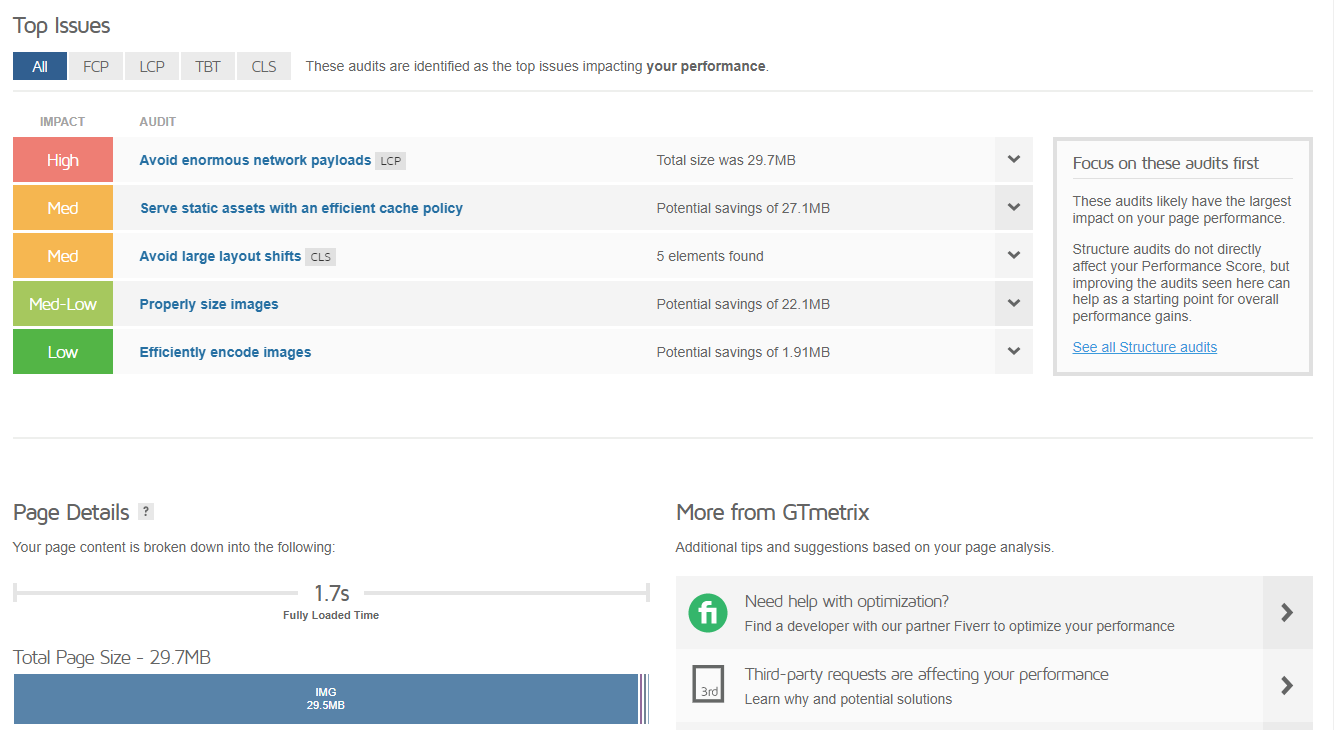 Top Issues
All FCP LCP TBT CLS These audits are identified as the top issues impacting your performance.
IMPACT AUDIT
High Avoid enormous network payloads LCP Total size was 29.7MB
Med Serve static assets with an efficient cache policy Potential savings of 27.1MB
Med Avoid large layout shifts CLS 5 elements found
Med-Low Properly size images Potential savings of 22.1MB
Low Efficiently encode images Potential savings of 1.91MB
Focus on these audits first
These audits likely have the largest
impact on your page performance.
Structure audits do not directly
affect your Performance Score, but
improving the audits seen here can
help as a starting point for overall
performance gains.
See all Structure audits
Page Details ?
Your page content is broken down into the following:
1.7s
Fully Loaded Time
Total Page Size - 29.7MB
IMG
29.5MB
More from GTmetrix
Additional tips and suggestions based on your page analysis.
fi
Need help with optimization?
Find a developer with our partner Fiverr to optimize your performance
3rd
Third-party requests are affecting your performance
Learn why and potential solutions